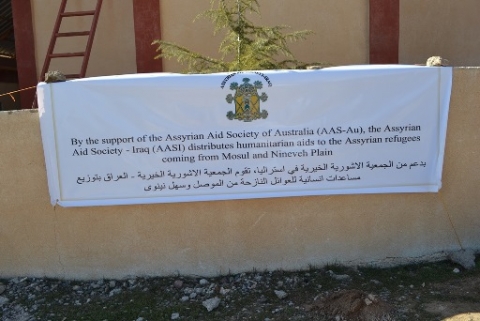 By the support of the Assyrian Aid Society of Australia (AAS-Au), the Assyrian
Aid Society - Iraq (AASI) distributes humanitarian aids to the Assyrian refugees
coming from Mosul and Nineveh Plain
بدعم من الجمعية الاشورية الخيرية في استراليا، تقوم الجمعية الاشورية الخيرية - العراق بتوزيع
مساعدات انسانية للعوائل النازحة من الموصل وسهل نينوى